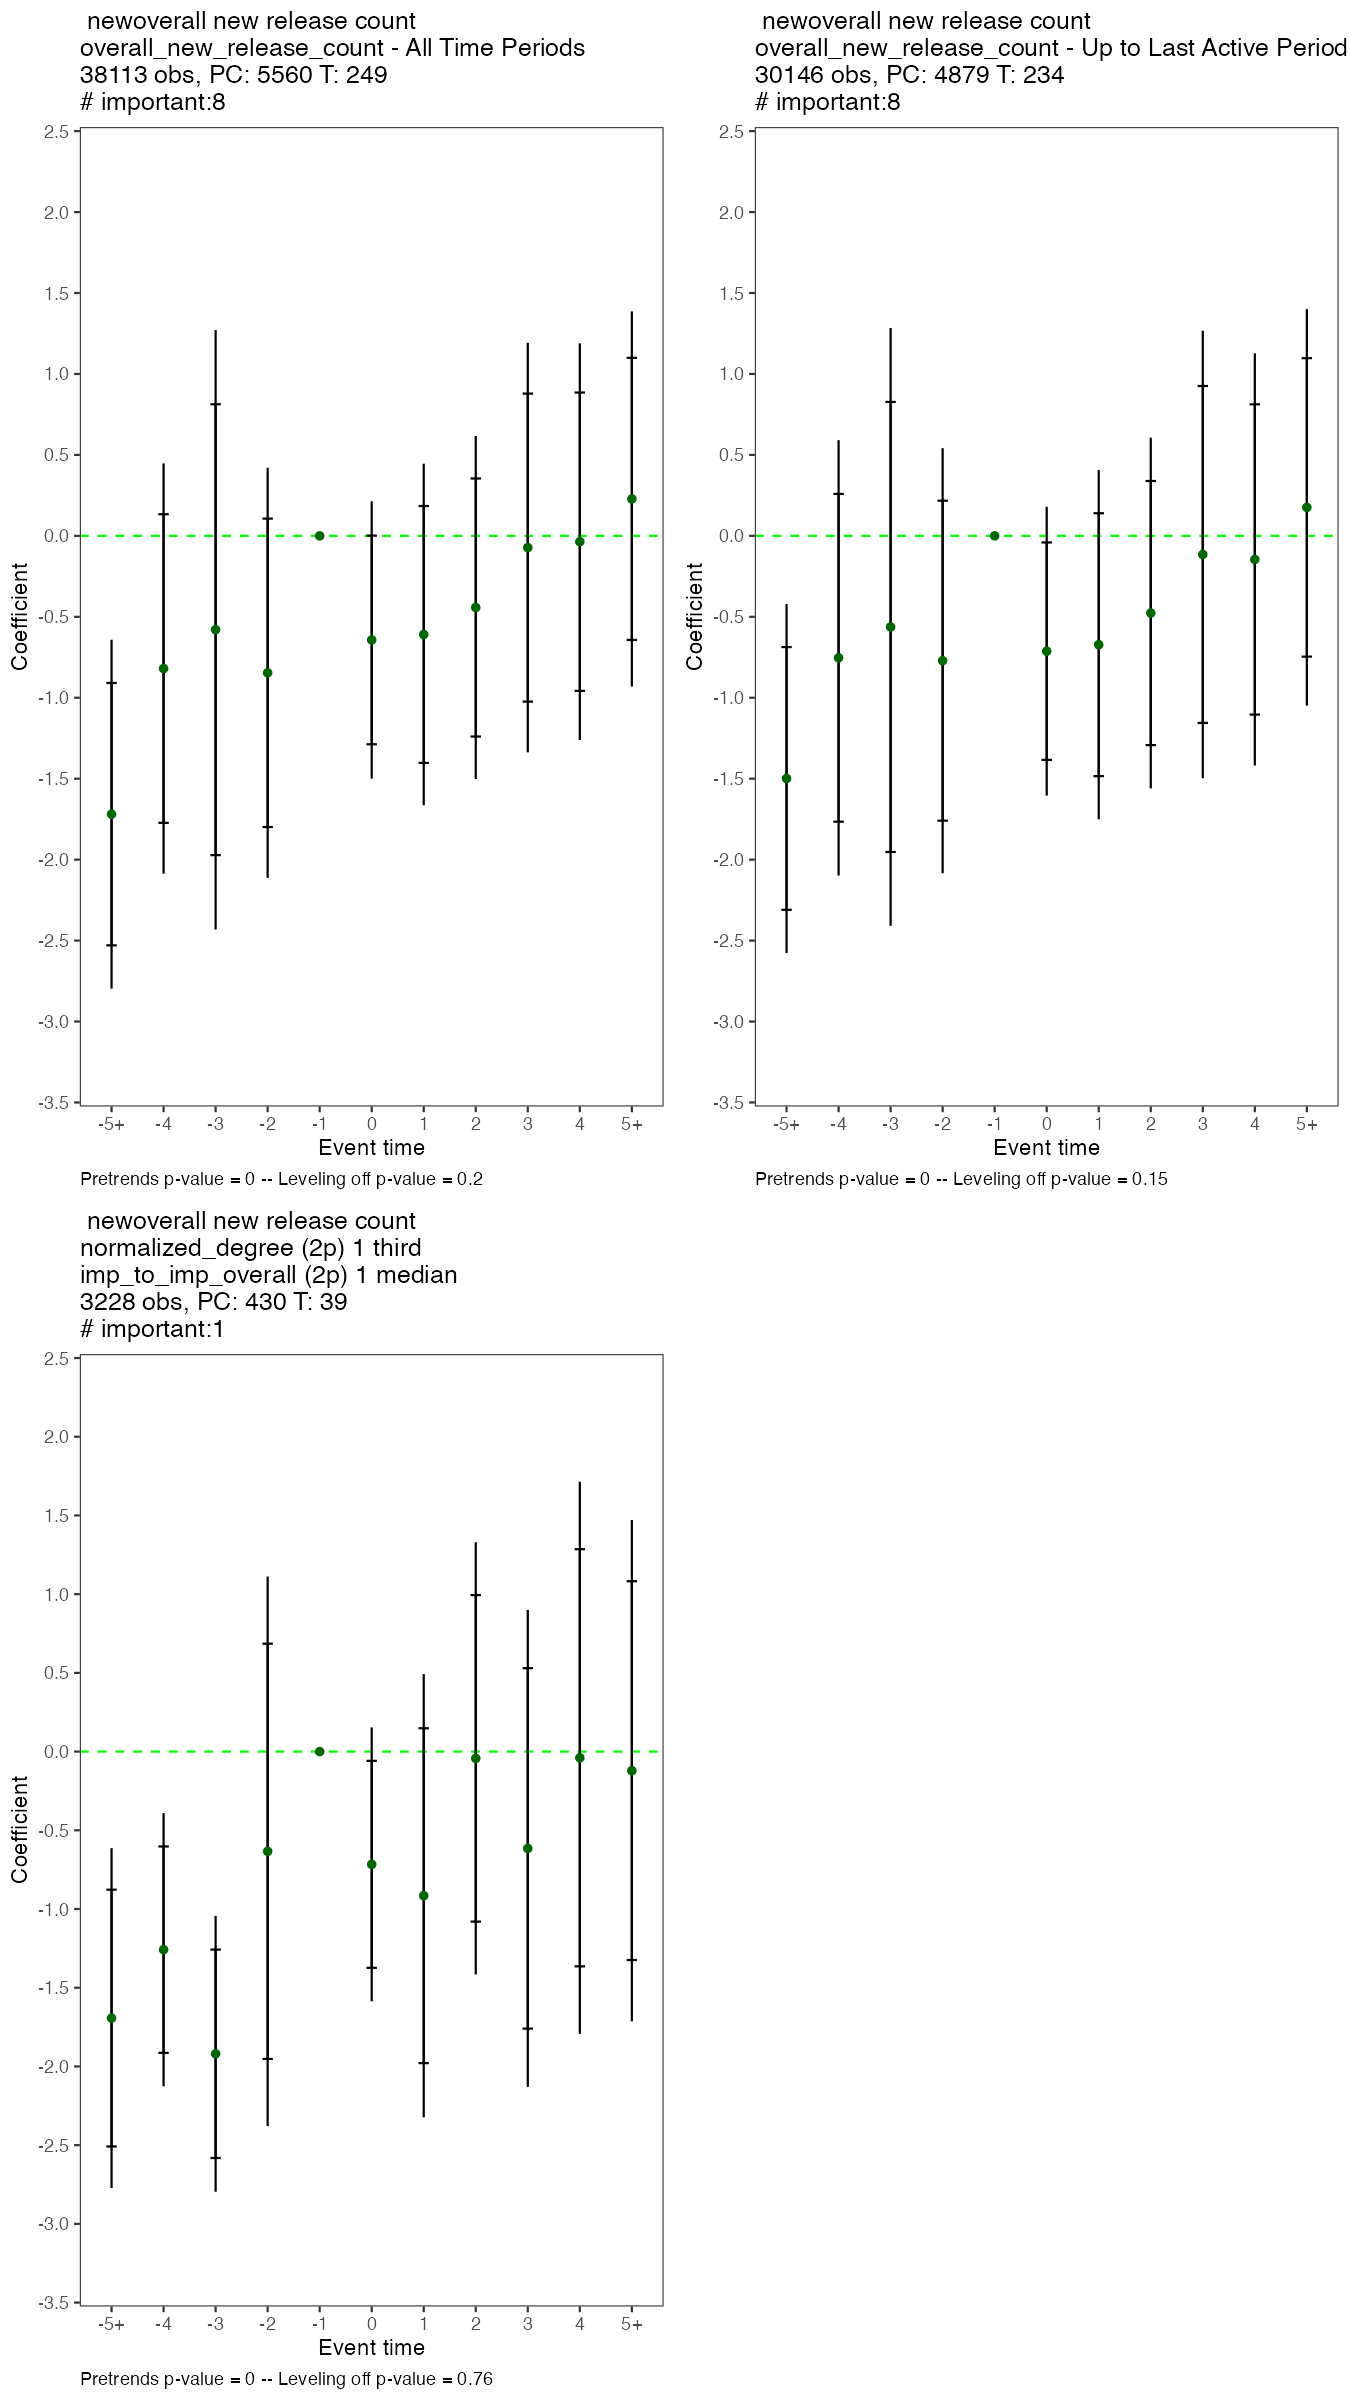 newoverall new release count
overall_new_release_count - All Time Periods
38113 obs, PC: 5560 T: 249
# important:8
2.5
2.0
1.5
1.0
0.5
0.0
-0.5
-1.0
-1.5
-2.0
-2.5
-3.0
-3.5
Coefficient
-5+ -4 -3 -2 -1 0 1 2 3 4 5+
Event time
Pretrends p-value = 0 -- Leveling off p-value = 0.2
newoverall new release count
overall_new_release_count - Up to Last Active Period
30146 obs, PC: 4879 T: 234
# important:8
2.5
2.0
1.5
1.0
0.5
0.0
-0.5
-1.0
-1.5
-2.0
-2.5
-3.0
-3.5
Coefficient
-5+ -4 -3 -2 -1 0 1 2 3 4 5+
Event time
Pretrends p-value = 0 -- Leveling off p-value = 0.15
newoverall new release count
normalized_degree (2p) 1 third
imp_to_imp_overall (2p) 1 median
3228 obs, PC: 430 T: 39
# important:1
2.5
2.0
1.5
1.0
0.5
0.0
-0.5
-1.0
-1.5
-2.0
-2.5
-3.0
-3.5
Coefficient
-5+ -4 -3 -2 -1 0 1 2 3 4 5+
Event time
Pretrends p-value = 0 -- Leveling off p-value = 0.76